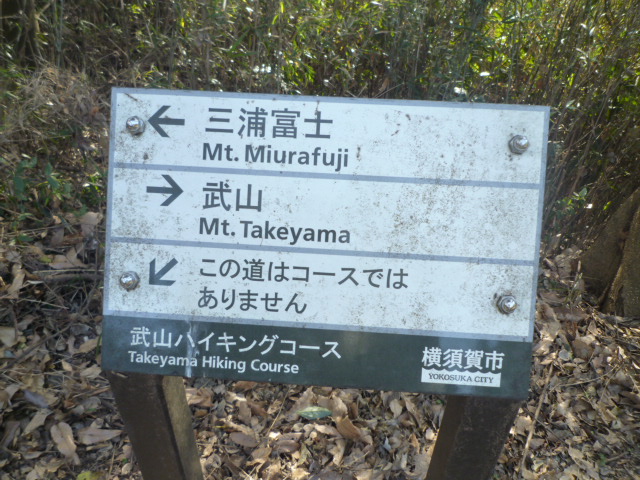 ← 三浦富士
Mt. Miurafuji
→ 武山
Mt. Takeyama
↙ この道はコースでは
ありません
武山ハイキングコース
Takeyama Hiking Course
横須賀市
YOKOSUKA CITY